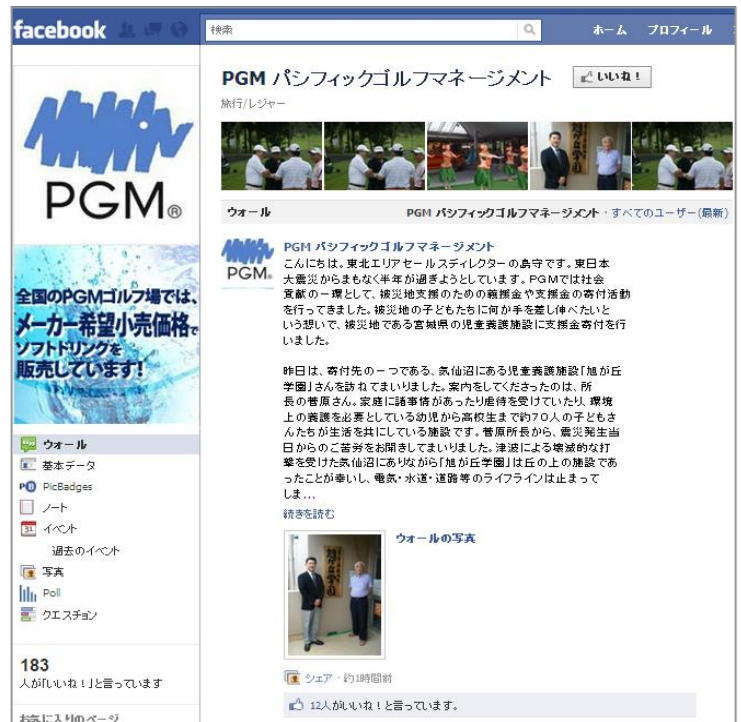 facebook
検索
ホーム プロフィール
PGM パシフィックゴルフマネージメント
いいね！
旅行/レジャー
PGM®
ウォール
PGM パシフィックゴルフマネージメント · すべてのユーザー(最新)
全国のPGMゴルフ場では、
メーカー希望小売価格で
ソフトドリンクを
販売しています！
PGM.
PGM パシフィックゴルフマネージメント
こんにちは。東北エリアセールスディレクターの島守です。東日本
大震災からまもなく半年が過ぎようとしています。PGMでは社会
貢献の一環として、被災地支援のための義援金や支援金の寄付活動
を行ってきました。被災地の子どもたちに何か手を差し伸べたいと
いう想いで、被災地である宮城県の児童養護施設に支援金寄付を行
いました。
昨日は、寄付先の一つである、気仙沼にある児童養護施設「旭が丘
学園」さんを訪ねてまいりました。案内をしてくださったのは、所
長の菅原さん。家庭に諸事情があったり虐待を受けていたり、環境
上の養護を必要としている幼児から高校生まで約７０人の子どもさ
んたちが生活を共にしている施設です。菅原所長から、震災発生当
日からのご苦労をお聞きしてまいりました。津波による壊滅的な打
撃を受けた気仙沼にありながら「旭が丘学園」は丘の上の施設であ
ったことが幸いし、電気・水道・道路等のライフラインは止まって
しま...
続きを読む
ウォールの写真
旭が丘学園
シェア · 約1時間前
12人がいいね！と言っています。
ウォール
基本データ
PicBadges
ノート
31 イベント
過去のイベント
写真
Poll
クエスチョン
183
人が「いいね！」と言っています
お気に入りのページ